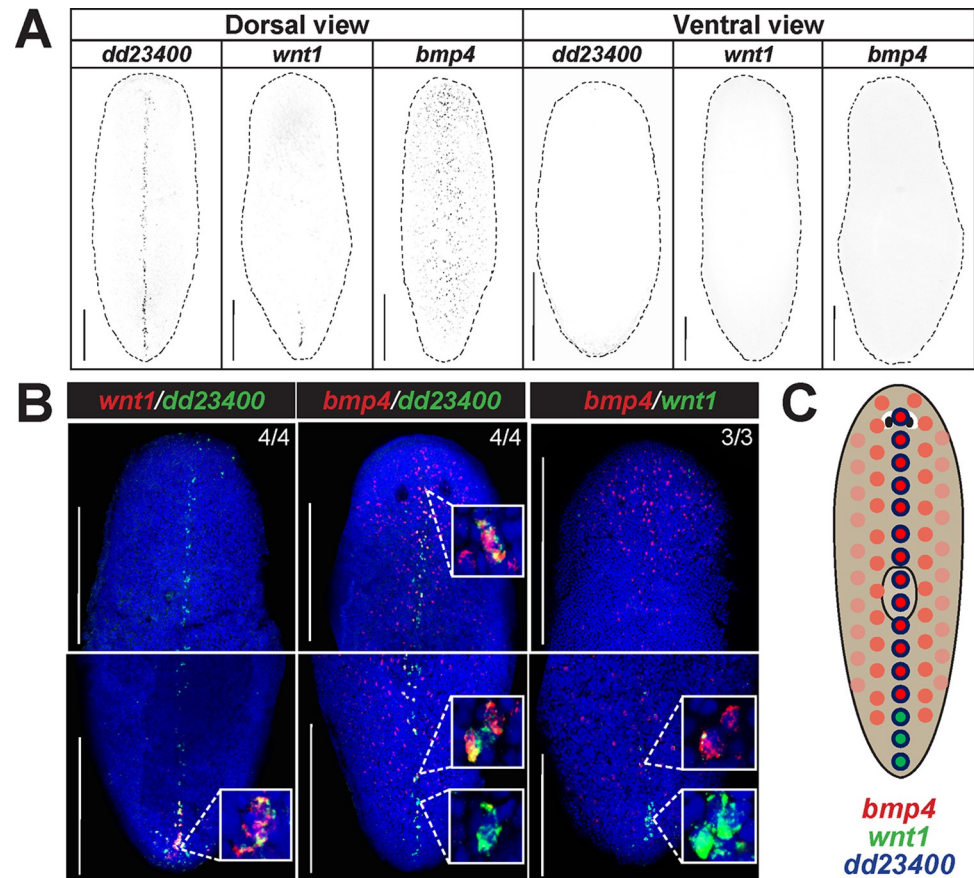 A
Dorsal view Ventral view
dd23400 wnt1 bmp4 dd23400 wnt1 bmp4
B
wnt1/dd23400 bmp4/dd23400 bmp4/wnt1
4/4 4/4 3/3
C
bmp4
wnt1
dd23400